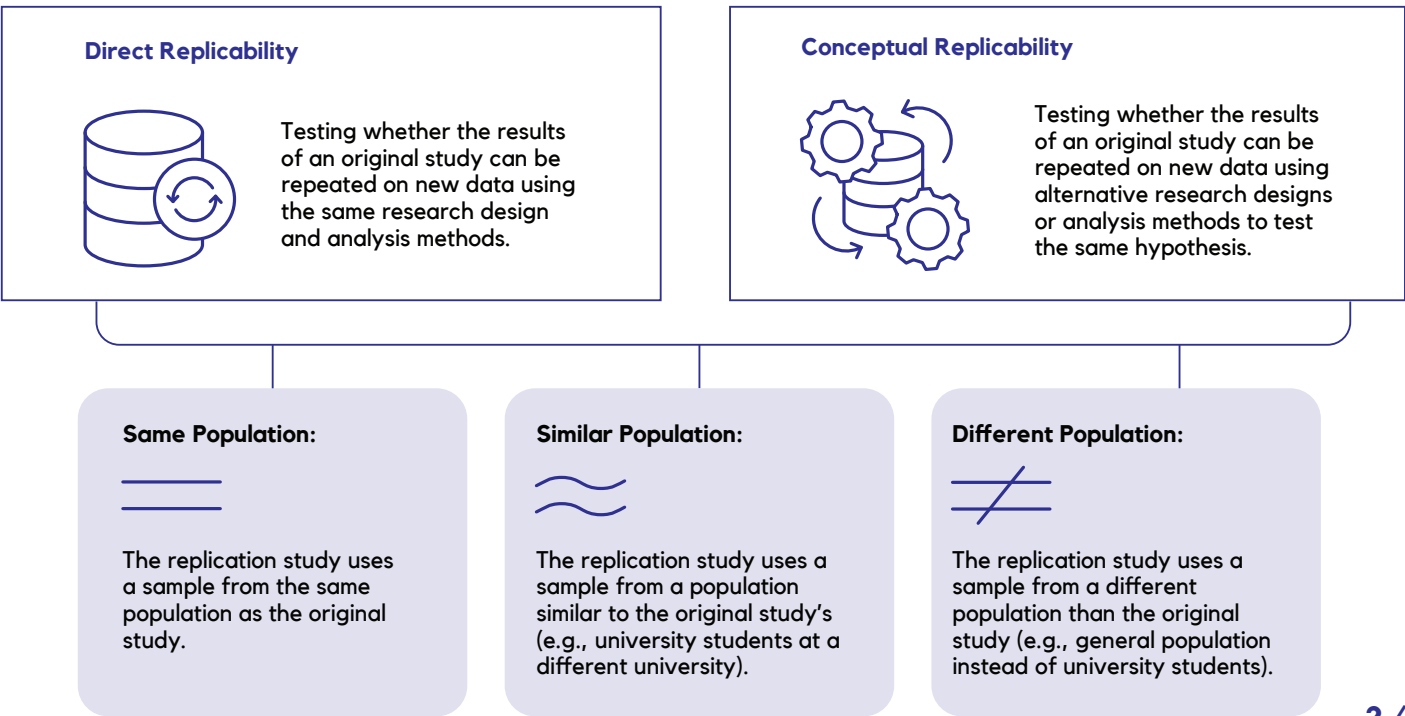 Direct Replicability
Testing whether the results
of an original study can be
repeated on new data using
the same research design
and analysis methods.
Conceptual Replicability
Testing whether the results
of an original study can be
repeated on new data using
alternative research designs
or analysis methods to test
the same hypothesis.
Same Population:
The replication study uses
a sample from the same
population as the original
study.
Similar Population:
The replication study uses a
sample from a population
similar to the original study’s
(e.g., university students at a
different university).
Different Population:
The replication study uses a
sample from a different
population than the original
study (e.g., general population
instead of university students).